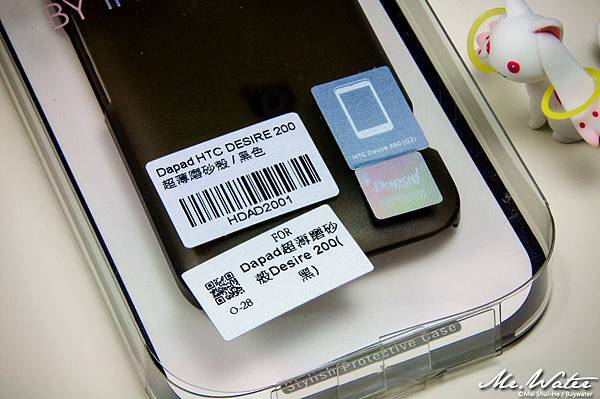 BY
Dapad HTC DESIRE 200
超薄磨砂殼 / 黑色
HDAD2001
HTC Desire 200 (G2)
Dapad
FOR
Dapad超薄磨砂
殼Desire 200(
黑)
O-28
Stylish Protective Case
Mr. Water
©Mai Shui-He / Buywater